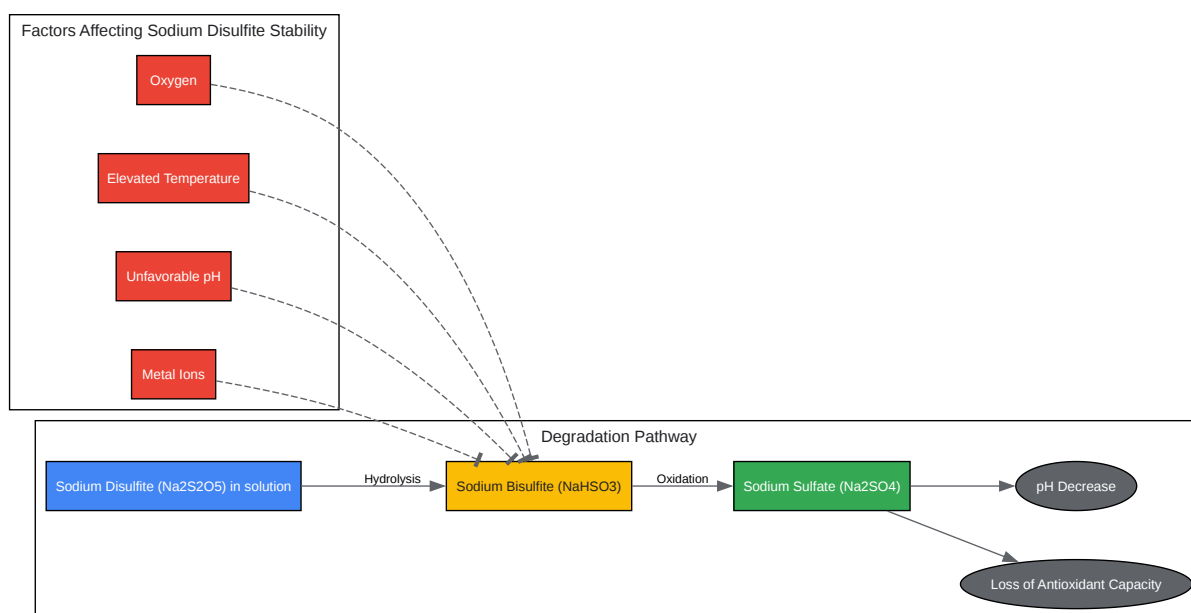 Factors Affecting Sodium Disulfite Stability
Oxygen
Elevated Temperature
Unfavorable pH
Metal Ions
Degradation Pathway
Sodium Disulfite (Na2S2O5) in solution
Hydrolysis
Sodium Bisulfite (NaHSO3)
Oxidation
Sodium Sulfate (Na2SO4)
pH Decrease
Loss of Antioxidant Capacity